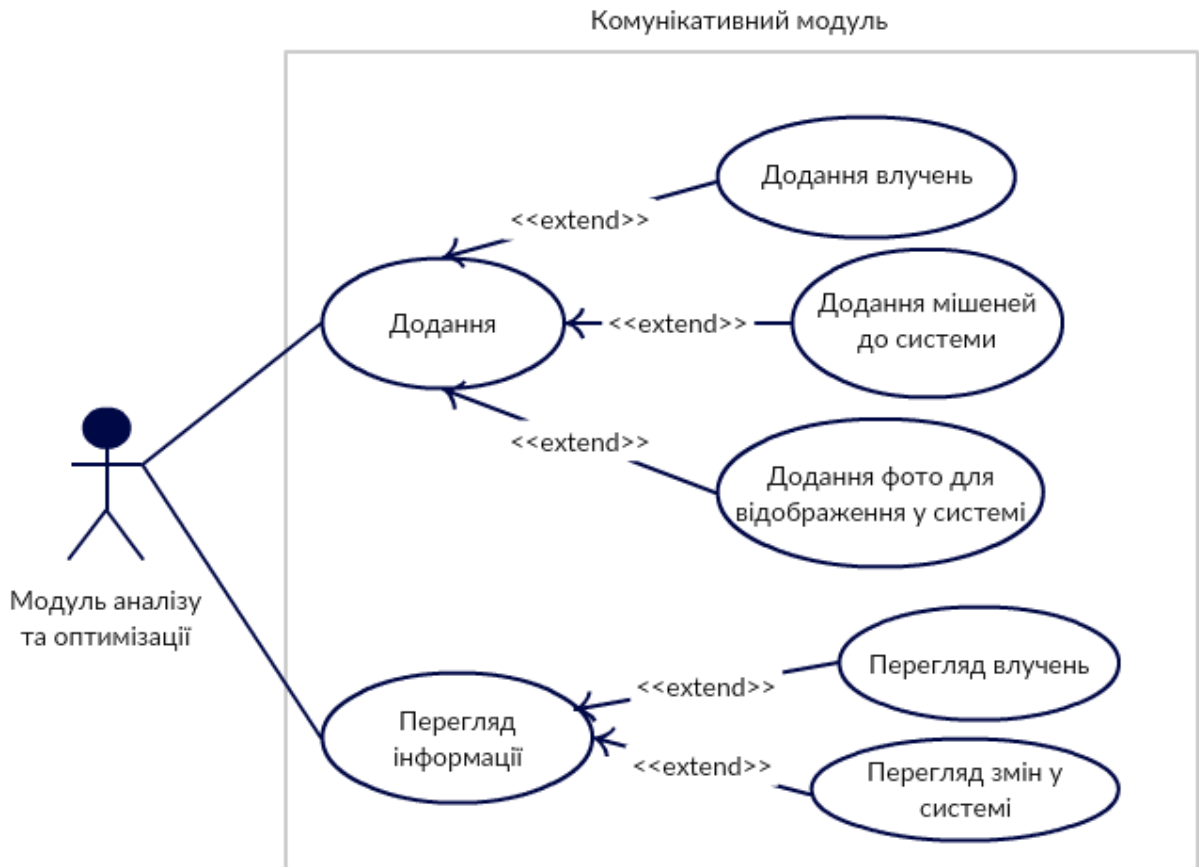 Комунікативний модуль
Додання влучень
<<extend>>
Додання
<<extend>>
Додання мішеней
до системи
<<extend>>
Додання фото для
відображення у системі
Модуль аналізу
та оптимізації
Перегляд влучень
<<extend>>
Перегляд
інформації
<<extend>>
Перегляд змін у
системі